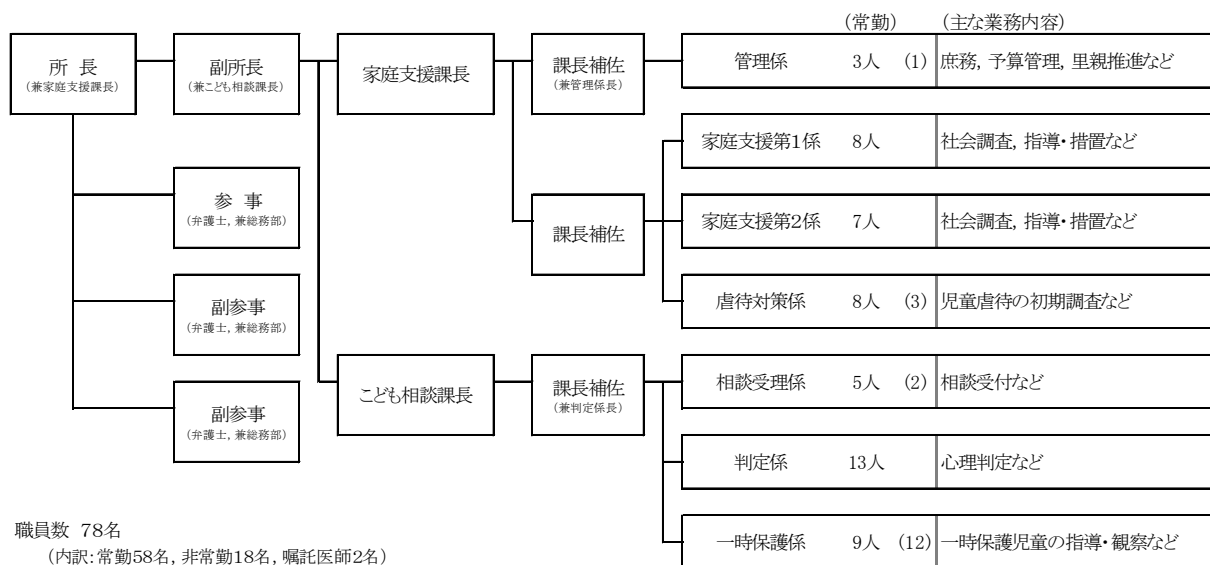 (常勤) (主な業務内容)
所 長
(兼家庭支援課長)
副所長
(兼こども相談課長)
家庭支援課長
課長補佐
(兼管理係長)
管理係 3人 (1) 庶務, 予算管理, 里親推進など
家庭支援第1係 8人 社会調査, 指導・措置など
参 事
(弁護士, 兼総務部)
課長補佐
家庭支援第2係 7人 社会調査, 指導・措置など
副参事
(弁護士, 兼総務部)
虐待対策係 8人 (3) 児童虐待の初期調査など
こども相談課長
課長補佐
(兼判定係長)
相談受理係 5人 (2) 相談受付など
副参事
(弁護士, 兼総務部)
判定係 13人 心理判定など
職員数 78名
(内訳:常勤58名, 非常勤18名, 嘱託医師2名)
一時保護係 9人 (12) 一時保護児童の指導・観察など